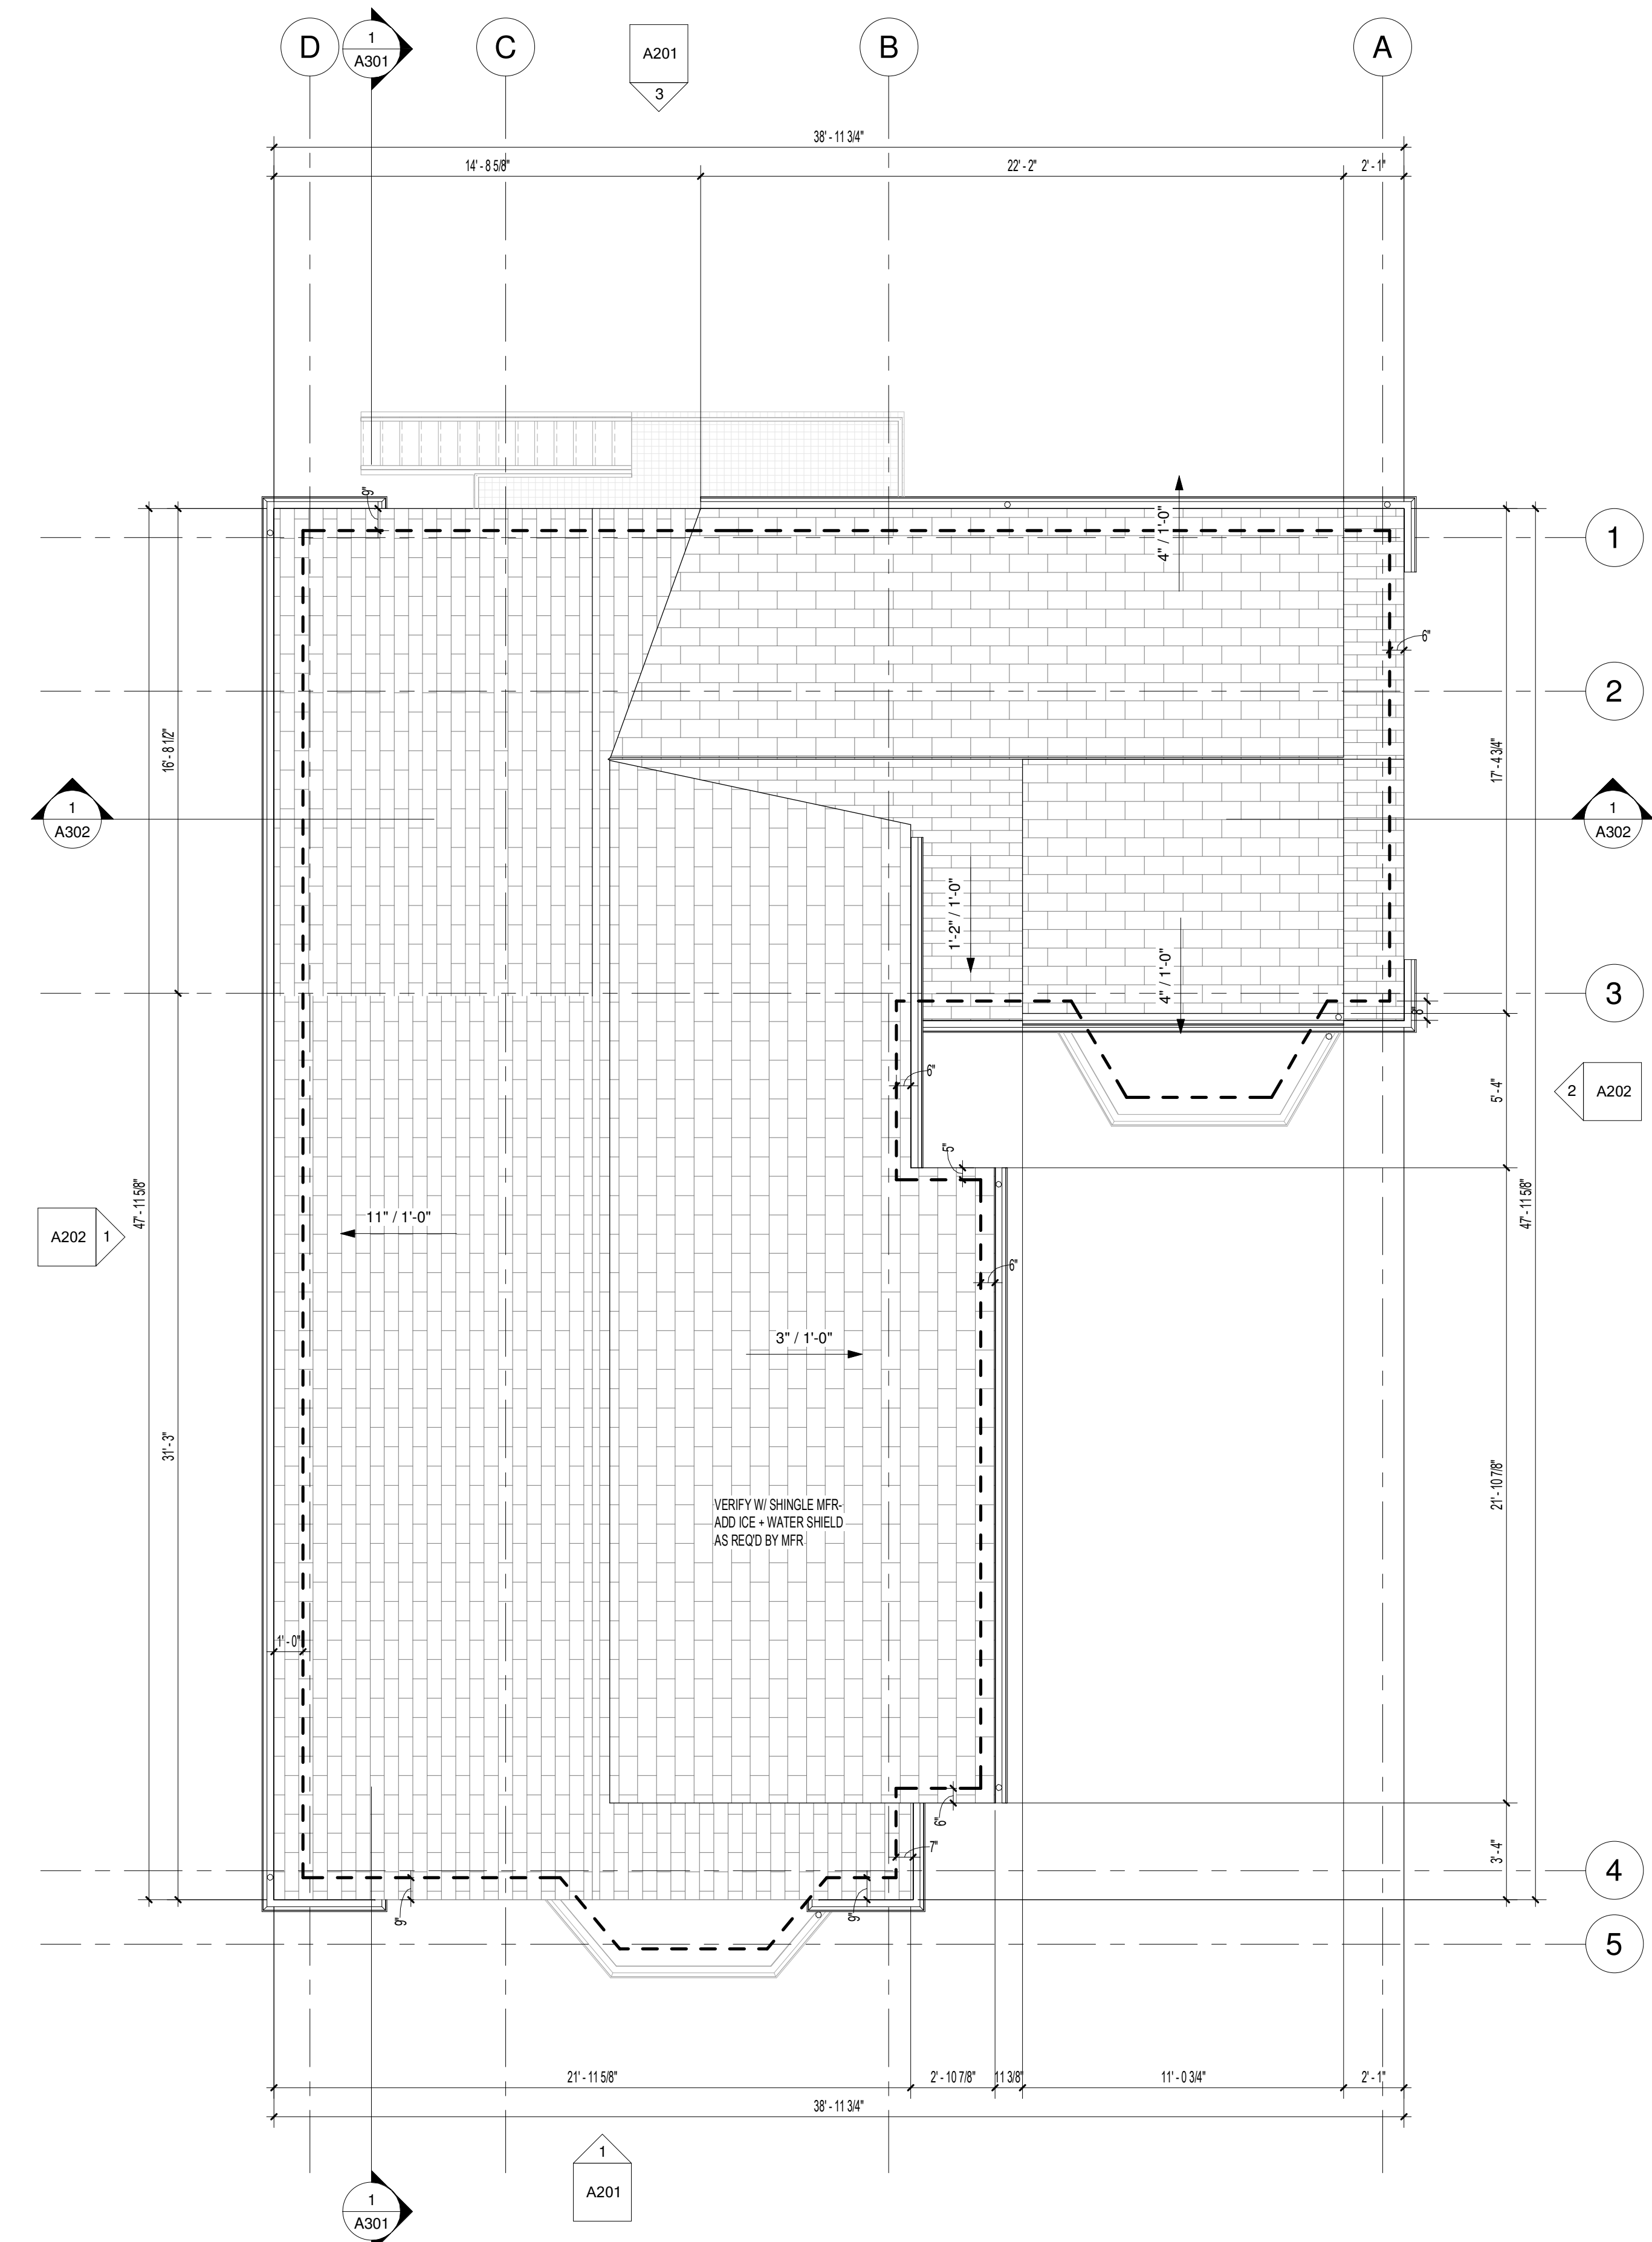 D
1
A301
C
A201
3
B
A
38' - 11 3/4"
14' - 8 5/8"
22' - 2"
2' - 1"
9"
4" / 1'-0"
1
6"
2
16' - 8 1/2"
17' - 4 3/4"
1
A302
1
A302
1'-2" / 1'-0"
4" / 1'-0"
3
6"
5' - 4"
2
A202
5"
47' - 11 5/8"
47' - 11 5/8"
A202
1
11" / 1'-0"
6"
3" / 1'-0"
31' - 3"
21' - 10 7/8"
VERIFY W/ SHINGLE MFR-
ADD ICE + WATER SHIELD
AS REQ'D BY MFR
1' - 0"
6"
7"
3' - 4"
4
9"
9"
5
21' - 11 5/8"
2' - 10 7/8"
11 3/8"
11' - 0 3/4"
2' - 1"
38' - 11 3/4"
1
A201
1
A301